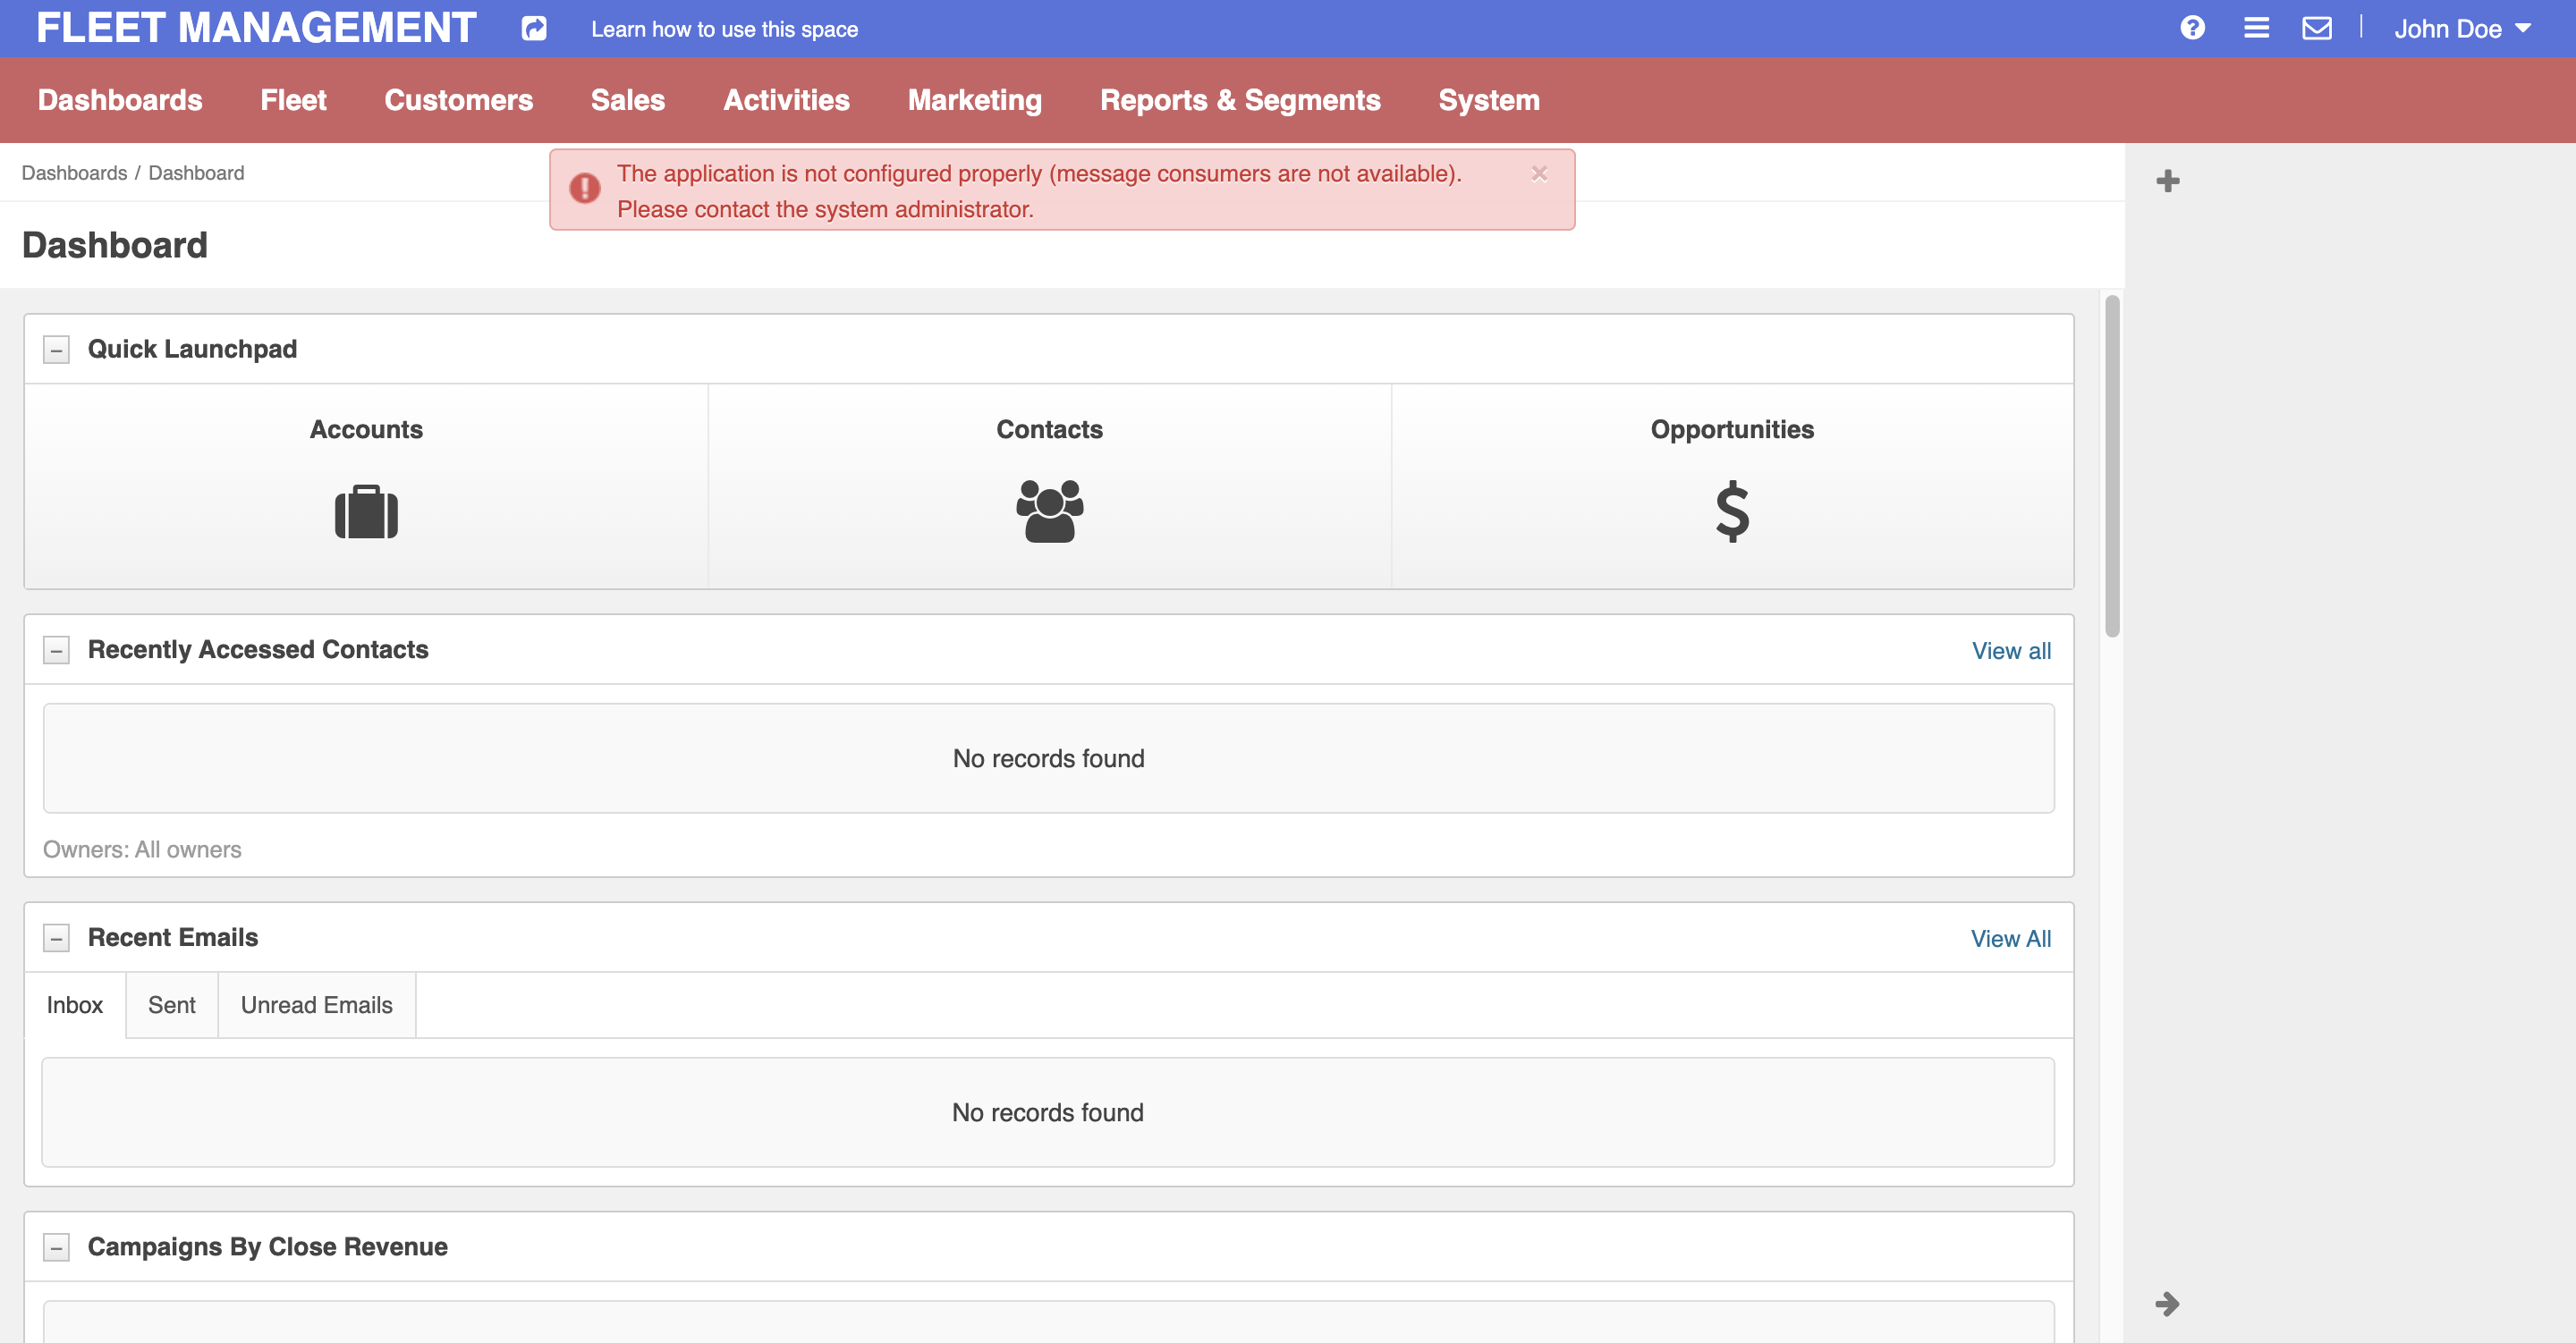 FLEET MANAGEMENT
Learn how to use this space
John Doe
Dashboards
Fleet
Customers
Sales
Activities
Marketing
Reports & Segments
System
Dashboards / Dashboard
The application is not configured properly (message consumers are not available).
Please contact the system administrator.
Dashboard
Quick Launchpad
Accounts
Contacts
Opportunities
Recently Accessed Contacts
View all
No records found
Owners: All owners
Recent Emails
View All
Inbox
Sent
Unread Emails
No records found
Campaigns By Close Revenue